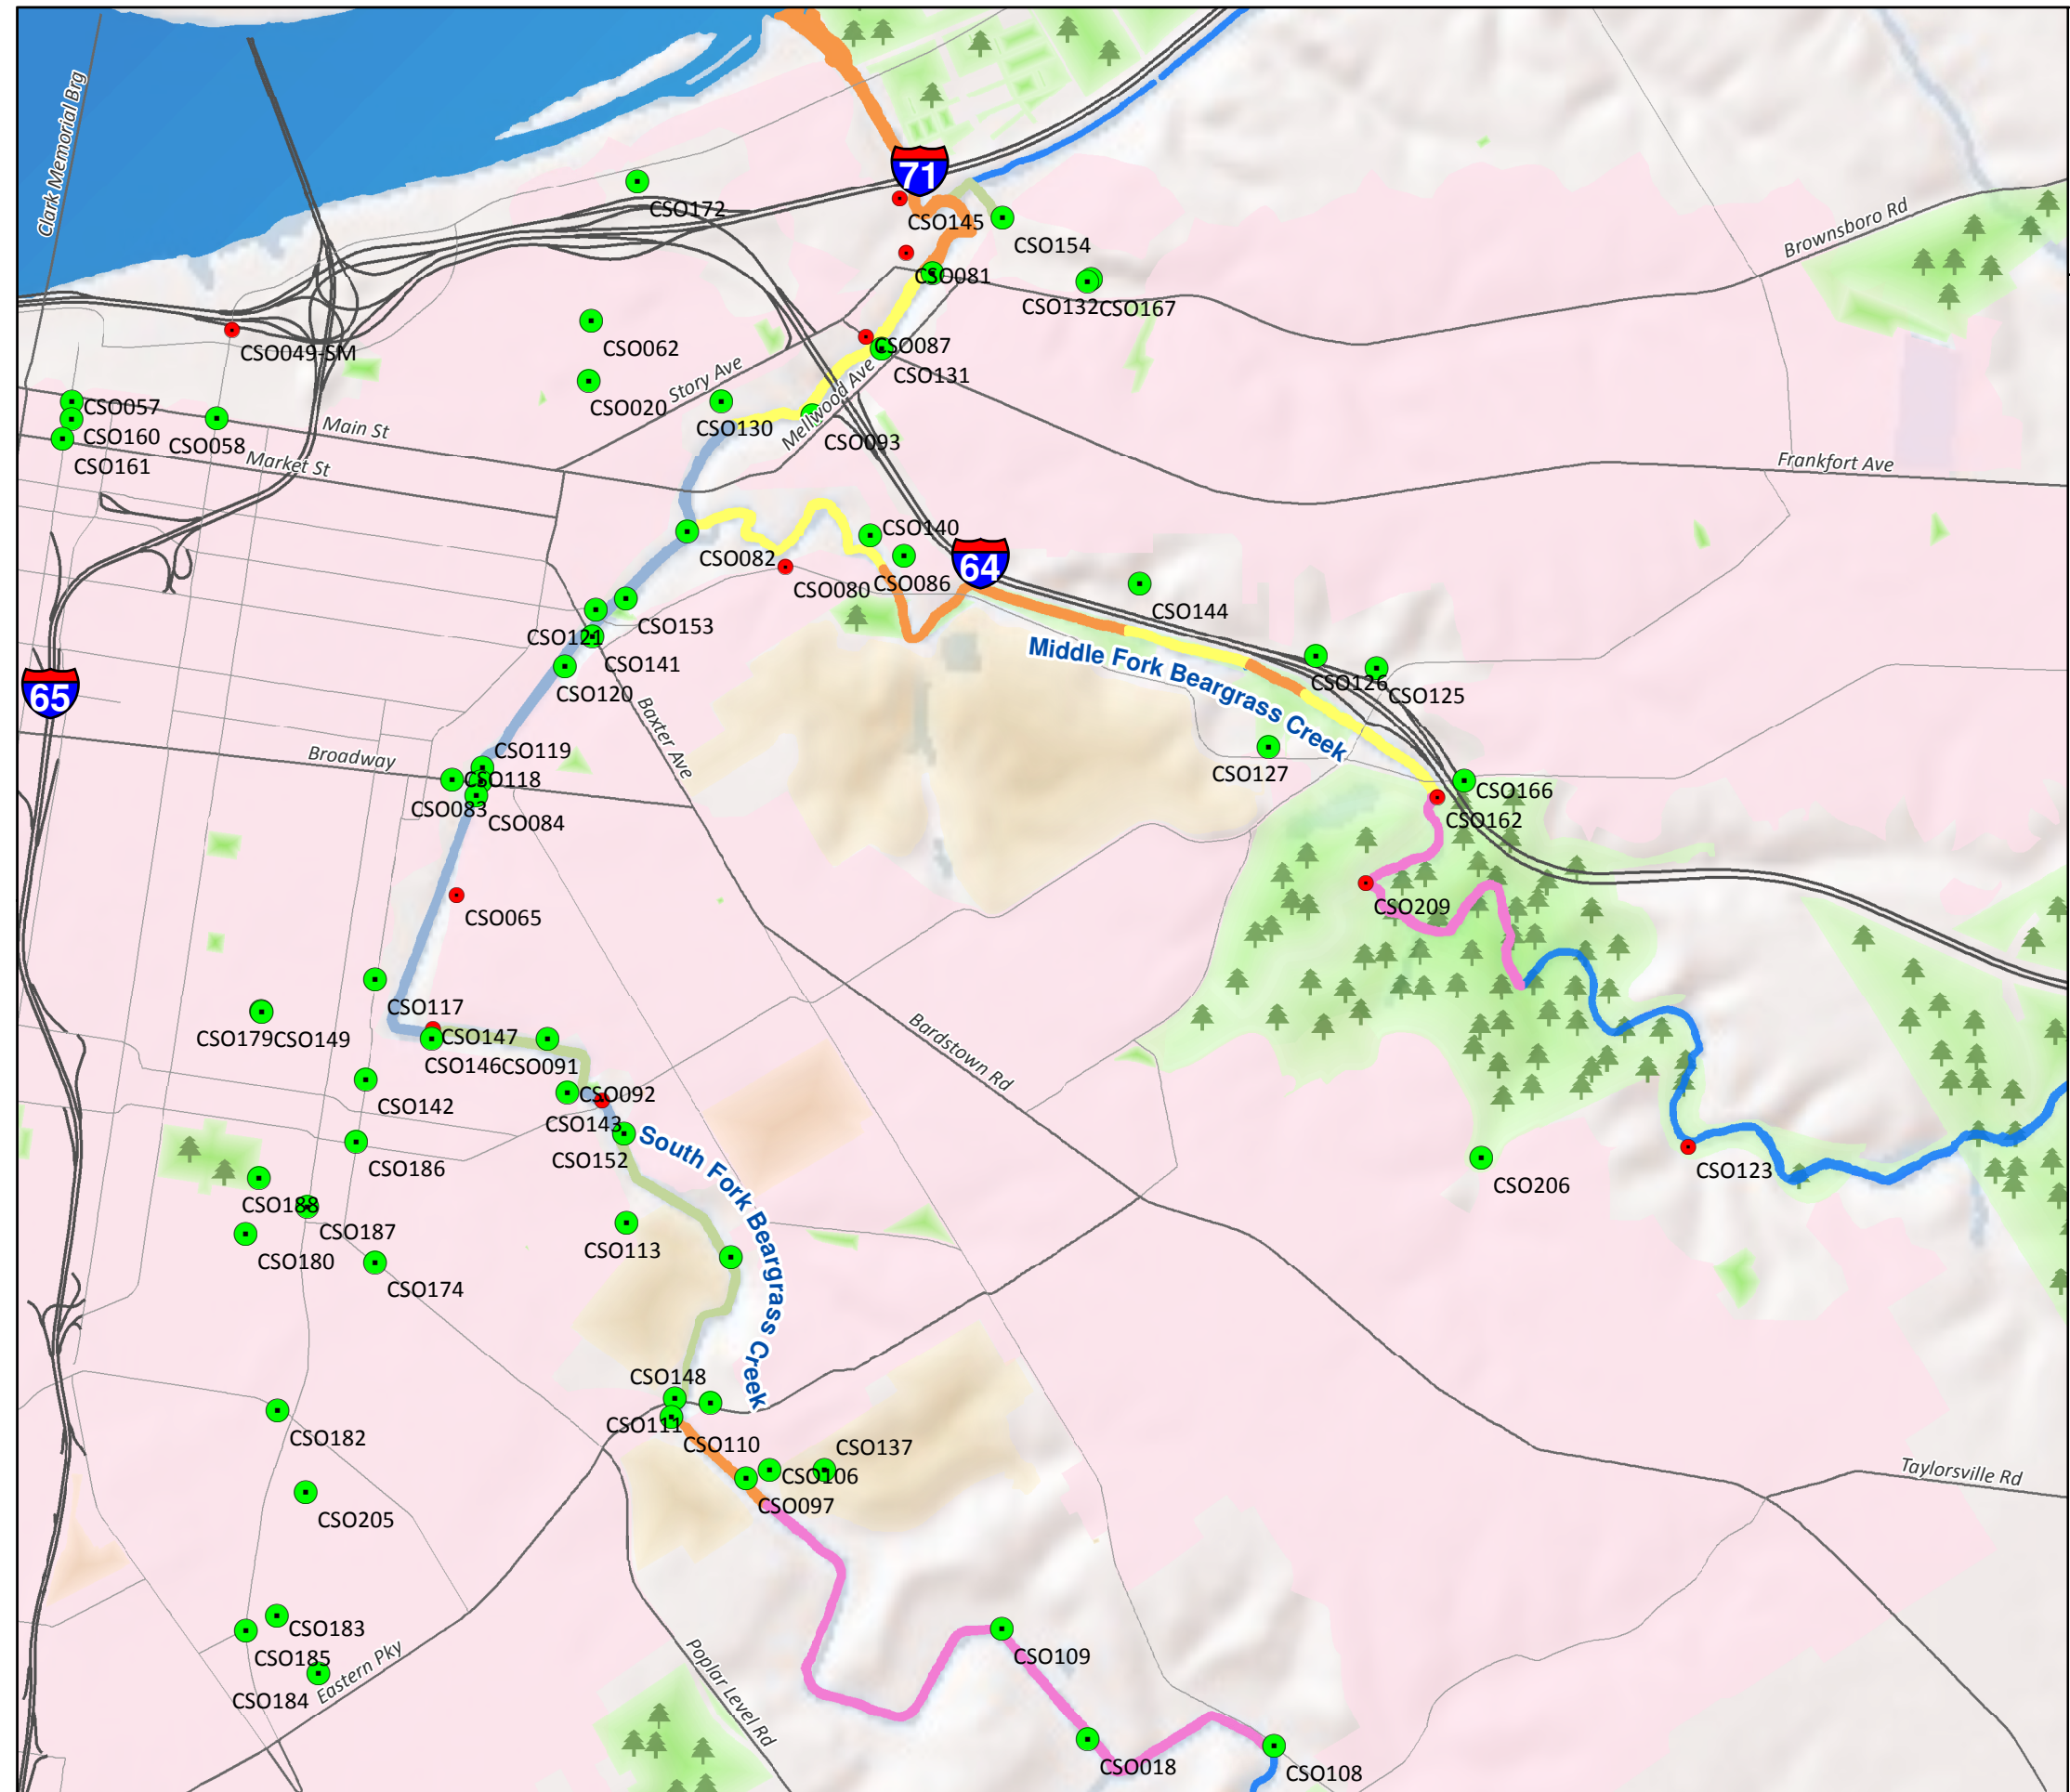 Clark Memorial Brg
71
CSO172
CSO145
CSO154
Brownsboro Rd
CSO081
CSO132
CSO167
CSO049-SM
CSO062
CSO087
CSO131
Story Ave
Mellwood Ave
CSO057
CSO020
CSO160
CSO058
Main St
CSO130
CSO093
CSO161
Market St
Frankfort Ave
CSO140
CSO082
64
CSO080
CSO086
CSO144
CSO153
CSO121
CSO141
Middle Fork Beargrass Creek
65
CSO120
CSO126
CSO125
Baxter Ave
CSO119
Broadway
CSO118
CSO127
CSO166
CSO083
CSO084
CSO162
CSO065
CSO209
CSO117
CSO179
CSO149
CSO147
CSO146
CSO091
Bardstown Rd
CSO142
CSO092
CSO143
CSO152
South Fork Beargrass Creek
CSO186
CSO123
CSO206
CSO188
CSO187
CSO113
CSO180
CSO174
CSO148
CSO111
CSO182
CSO110
CSO137
CSO106
Taylorsville Rd
CSO097
CSO205
CSO183
CSO185
CSO109
Eastern Pky
CSO184
Poplar Level Rd
CSO018
CSO108